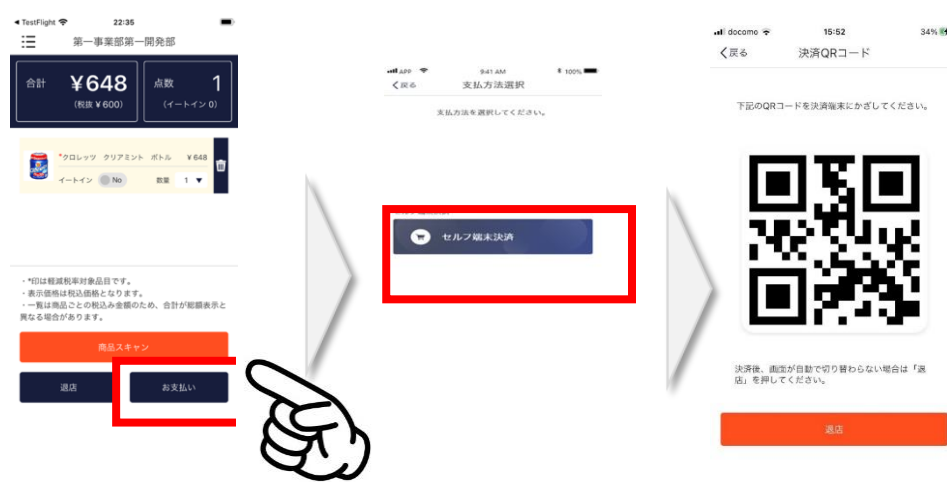 TestFlight 22:35
第一事業部第一開発部
合計 ¥648 点数 1
(税抜 ¥600) (イートイン 0)
*クロレッツ クリアミント ボトル ¥648
イートイン No 数量 1 ▼
・*印は軽減税率対象品目です。
・表示価格は税込価格となります。
・一覧は商品ごとの税込み金額のため、合計が総額表示と
異なる場合があります。
商品スキャン
退店 お支払い
APP 9:41 AM 100%
戻る 支払方法選択
支払方法を選択してください。
セルフ端末決済
docomo 15:52 34%
戻る 決済QRコード
下記のQRコードを決済端末にかざしてください。
決済後、画面が自動で切り替わらない場合は「退
店」を押してください。
退店